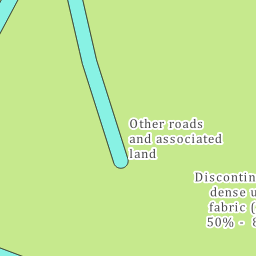 Other roads
and associated
land
Discontin
dense u
fabric (
50% - 8